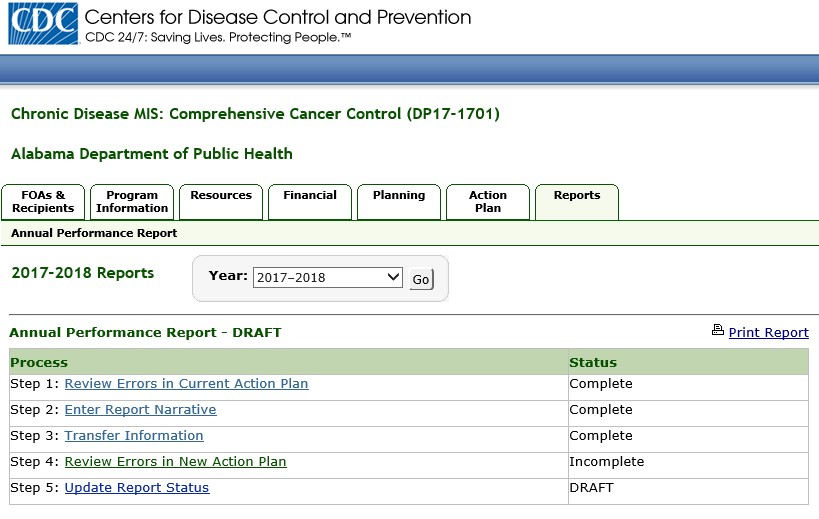 CDC
Centers for Disease Control and Prevention
CDC 24/7: Saving Lives. Protecting People.™
Chronic Disease MIS: Comprehensive Cancer Control (DP17-1701)
Alabama Department of Public Health
FOAs & Recipients
Program Information
Resources
Financial
Planning
Action Plan
Reports
Annual Performance Report
2017-2018 Reports
Year: 2017-2018 Go
Annual Performance Report - DRAFT
Print Report
Process Status
Step 1: Review Errors in Current Action Plan Complete
Step 2: Enter Report Narrative Complete
Step 3: Transfer Information Complete
Step 4: Review Errors in New Action Plan Incomplete
Step 5: Update Report Status DRAFT